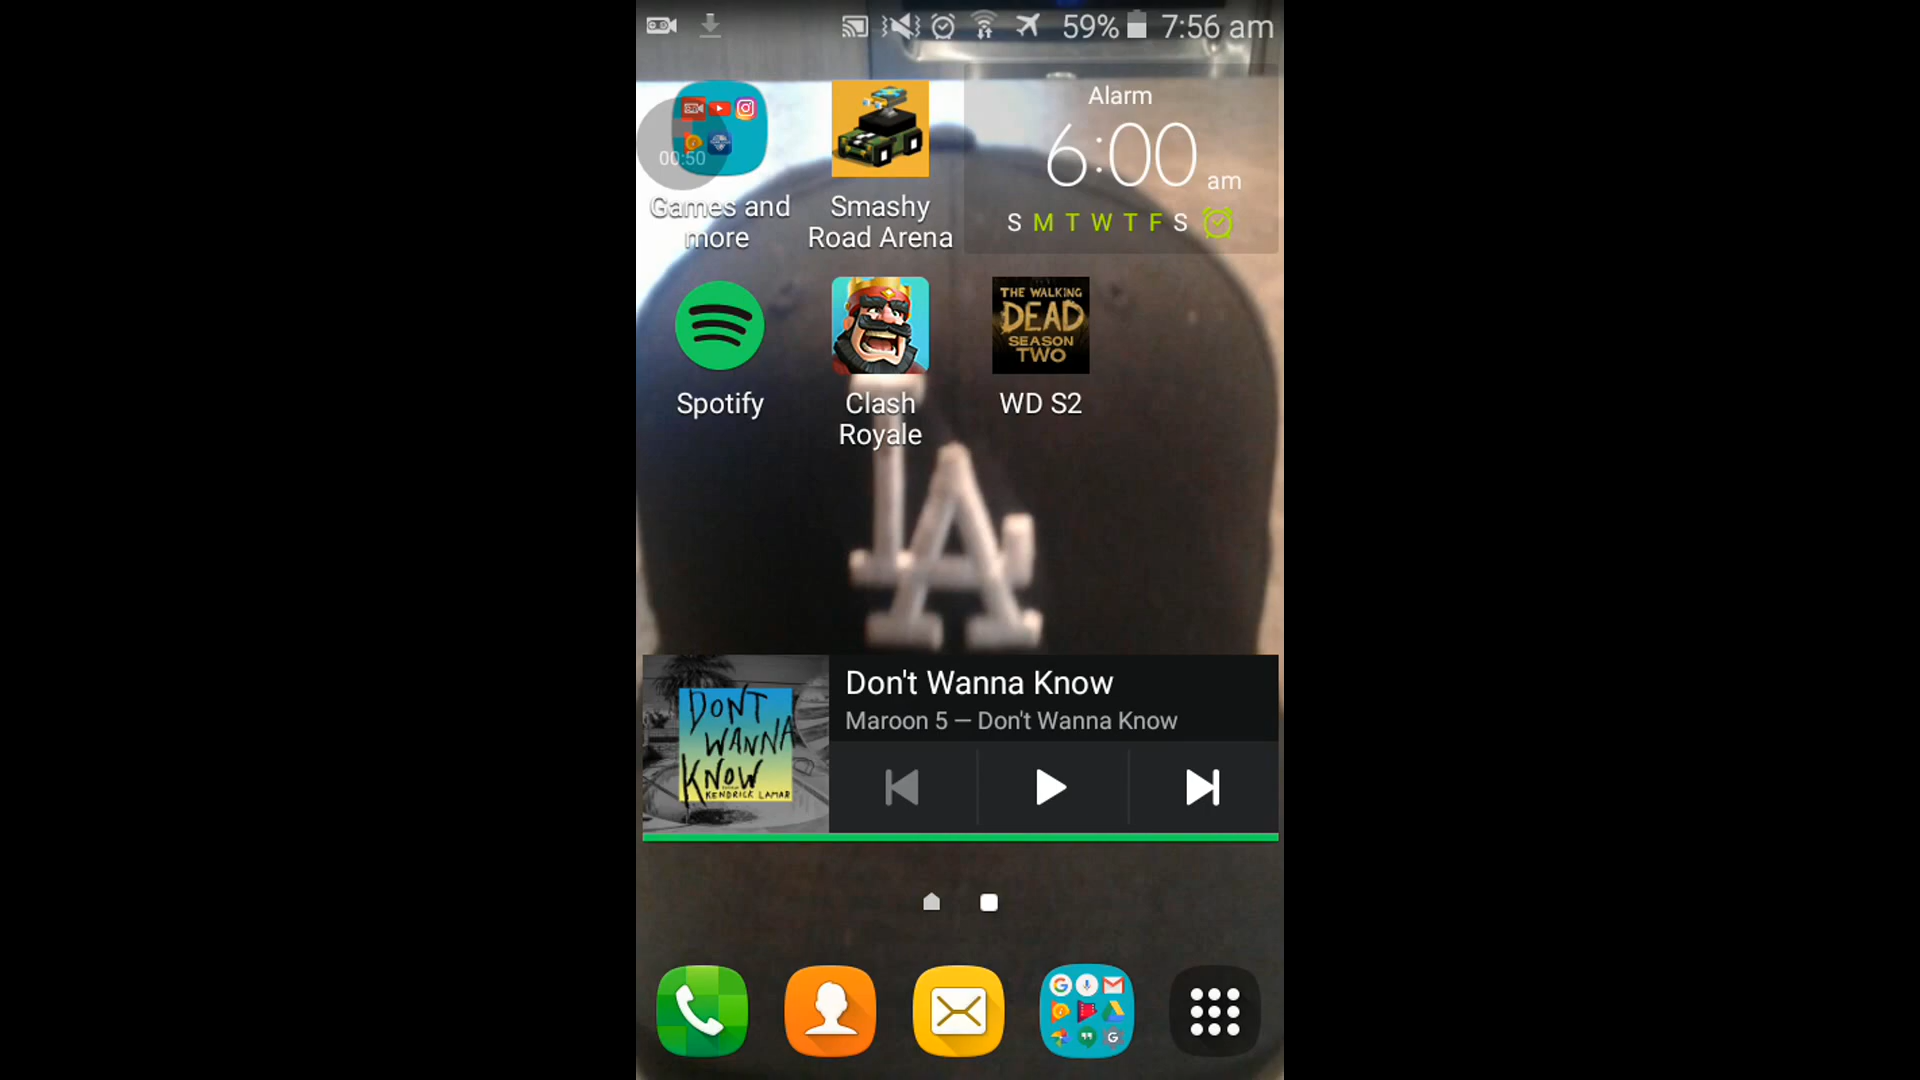 59% 7:56 am
00:50
Games and
more
Smashy
Road Arena
Alarm
6:00 am
S M T W T F S
Spotify
Clash
Royale
THE WALKING
DEAD
SEASON
TWO
WD S2
LA
DONT
WANNA
KNOW
KENDRICK LAMAR
Don't Wanna Know
Maroon 5 — Don't Wanna Know